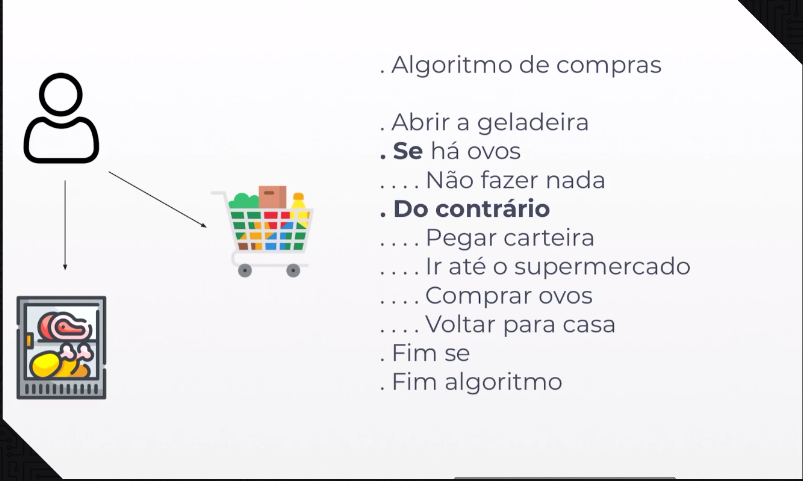 . Algoritmo de compras
. Abrir a geladeira
. Se há ovos
. . . . Não fazer nada
. Do contrário
. . . . Pegar carteira
. . . . Ir até o supermercado
. . . . Comprar ovos
. . . . Voltar para casa
. Fim se
. Fim algoritmo